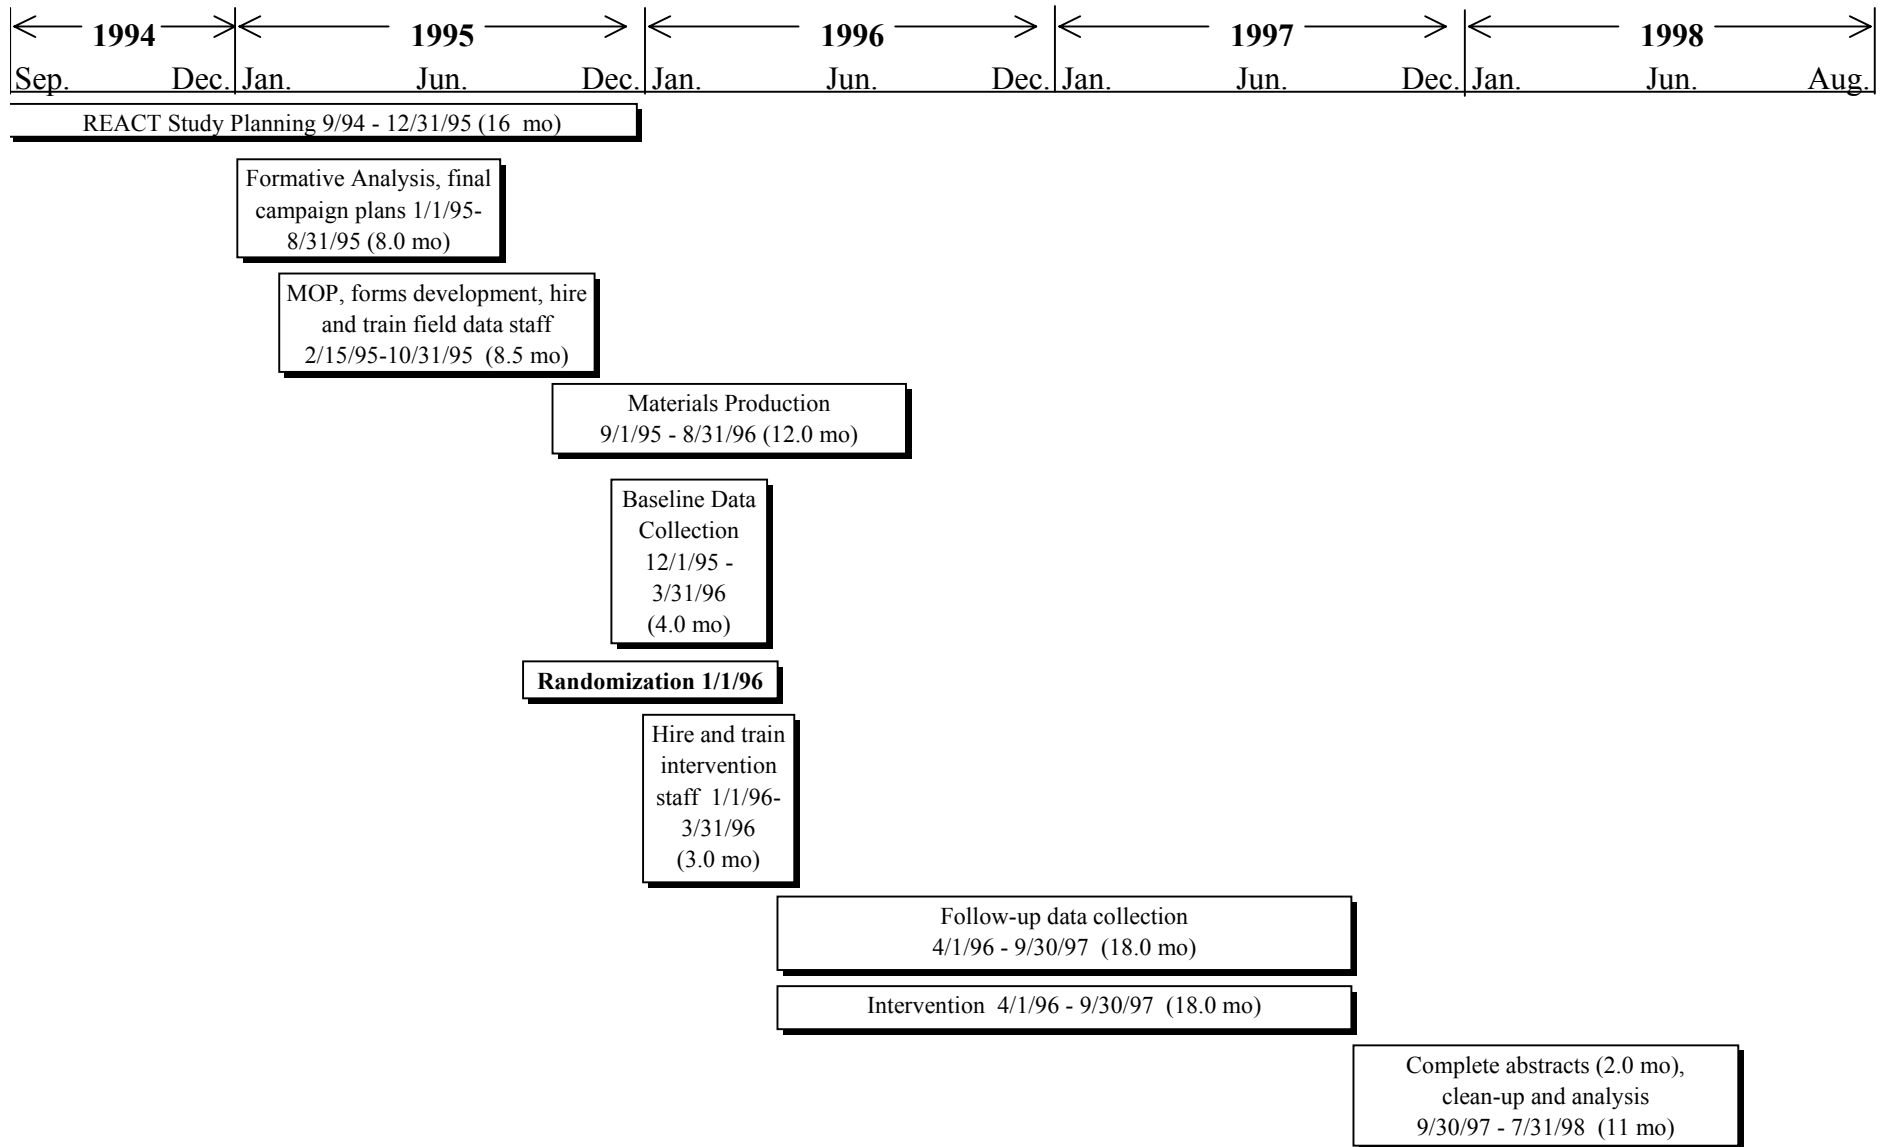 1994 1995 1996 1997 1998
Sep. Dec. Jan. Jun. Dec. Jan. Jun. Dec. Jan. Jun. Dec. Jan. Jun. Aug.
REACT Study Planning 9/94 - 12/31/95 (16 mo)
Formative Analysis, final
campaign plans 1/1/95-
8/31/95 (8.0 mo)
MOP, forms development, hire
and train field data staff
2/15/95-10/31/95 (8.5 mo)
Materials Production
9/1/95 - 8/31/96 (12.0 mo)
Baseline Data
Collection
12/1/95 -
3/31/96
(4.0 mo)
Randomization 1/1/96
Hire and train
intervention
staff 1/1/96-
3/31/96
(3.0 mo)
Follow-up data collection
4/1/96 - 9/30/97 (18.0 mo)
Intervention 4/1/96 - 9/30/97 (18.0 mo)
Complete abstracts (2.0 mo),
clean-up and analysis
9/30/97 - 7/31/98 (11 mo)